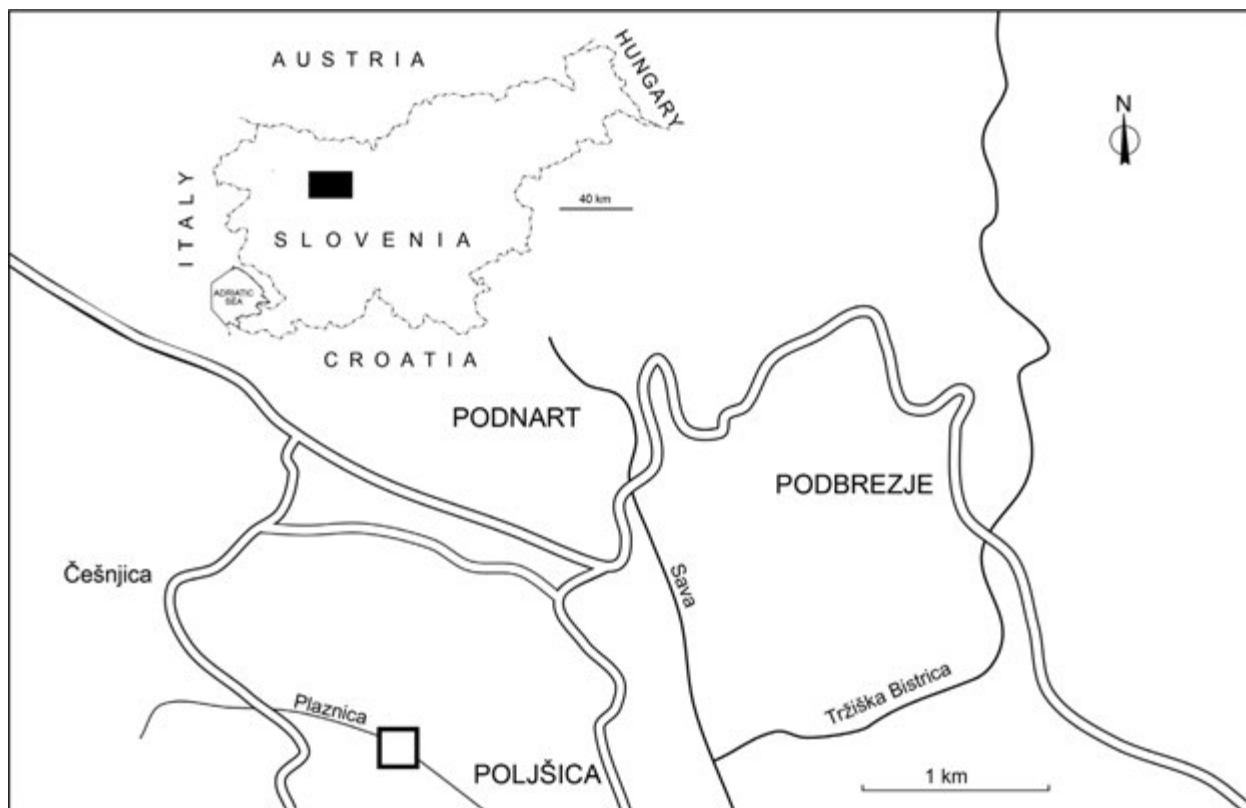 AUSTRIA
HUNGARY
N
ITALY
40 km
SLOVENIA
ADRIATIC
SEA
CROATIA
PODNART
PODBREZJE
Češnjica
Sava
Plaznica
Tržiška Bistrica
POLJŠICA
1 km